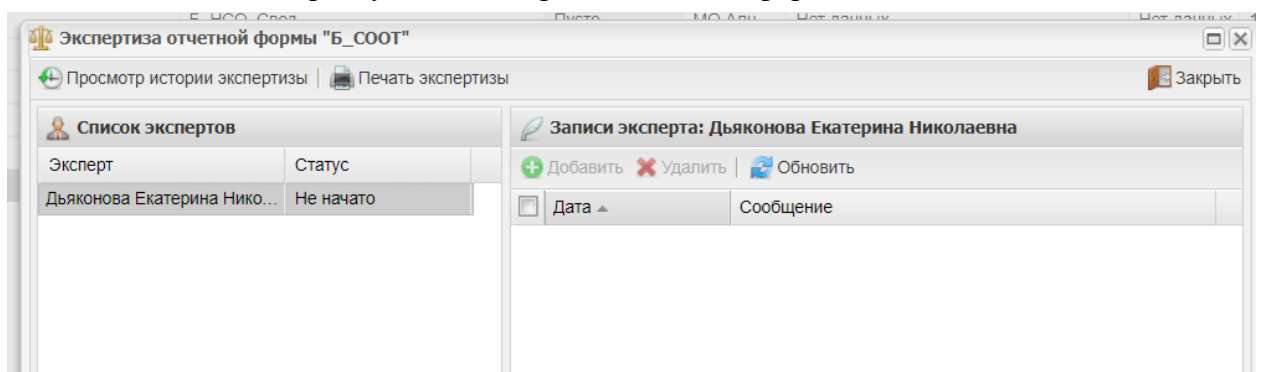 Экспертиза отчетной формы "Б_СООТ"
Просмотр истории экспертизы Печать экспертизы Закрыть
Список экспертов
Эксперт Статус
Дьяконова Екатерина Нико... Не начато
Записи эксперта: Дьяконова Екатерина Николаевна
Добавить Удалить Обновить
Дата Сообщение